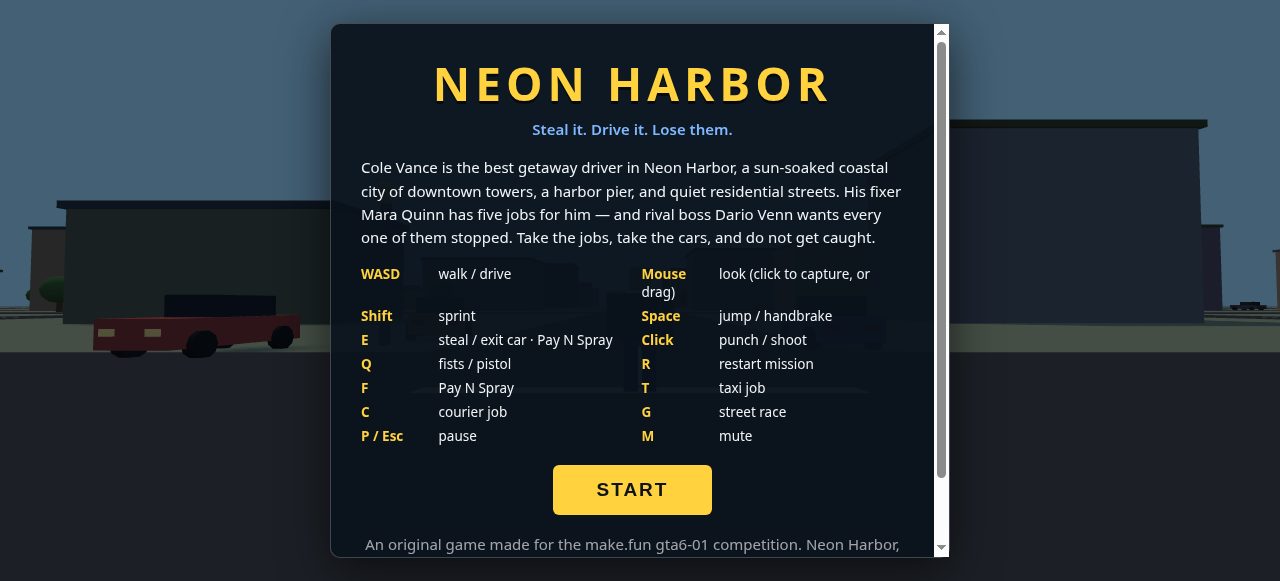 NEON HARBOR
Steal it. Drive it. Lose them.
Cole Vance is the best getaway driver in Neon Harbor, a sun-soaked coastal
city of downtown towers, a harbor pier, and quiet residential streets. His fixer
Mara Quinn has five jobs for him — and rival boss Dario Venn wants every
one of them stopped. Take the jobs, take the cars, and do not get caught.
WASD walk / drive Mouse look (click to capture, or
drag)
Shift sprint Space jump / handbrake
E steal / exit car · Pay N Spray Click punch / shoot
Q fists / pistol R restart mission
F Pay N Spray T taxi job
C courier job G street race
P / Esc pause M mute
START
An original game made for the make.fun gta6-01 competition. Neon Harbor,